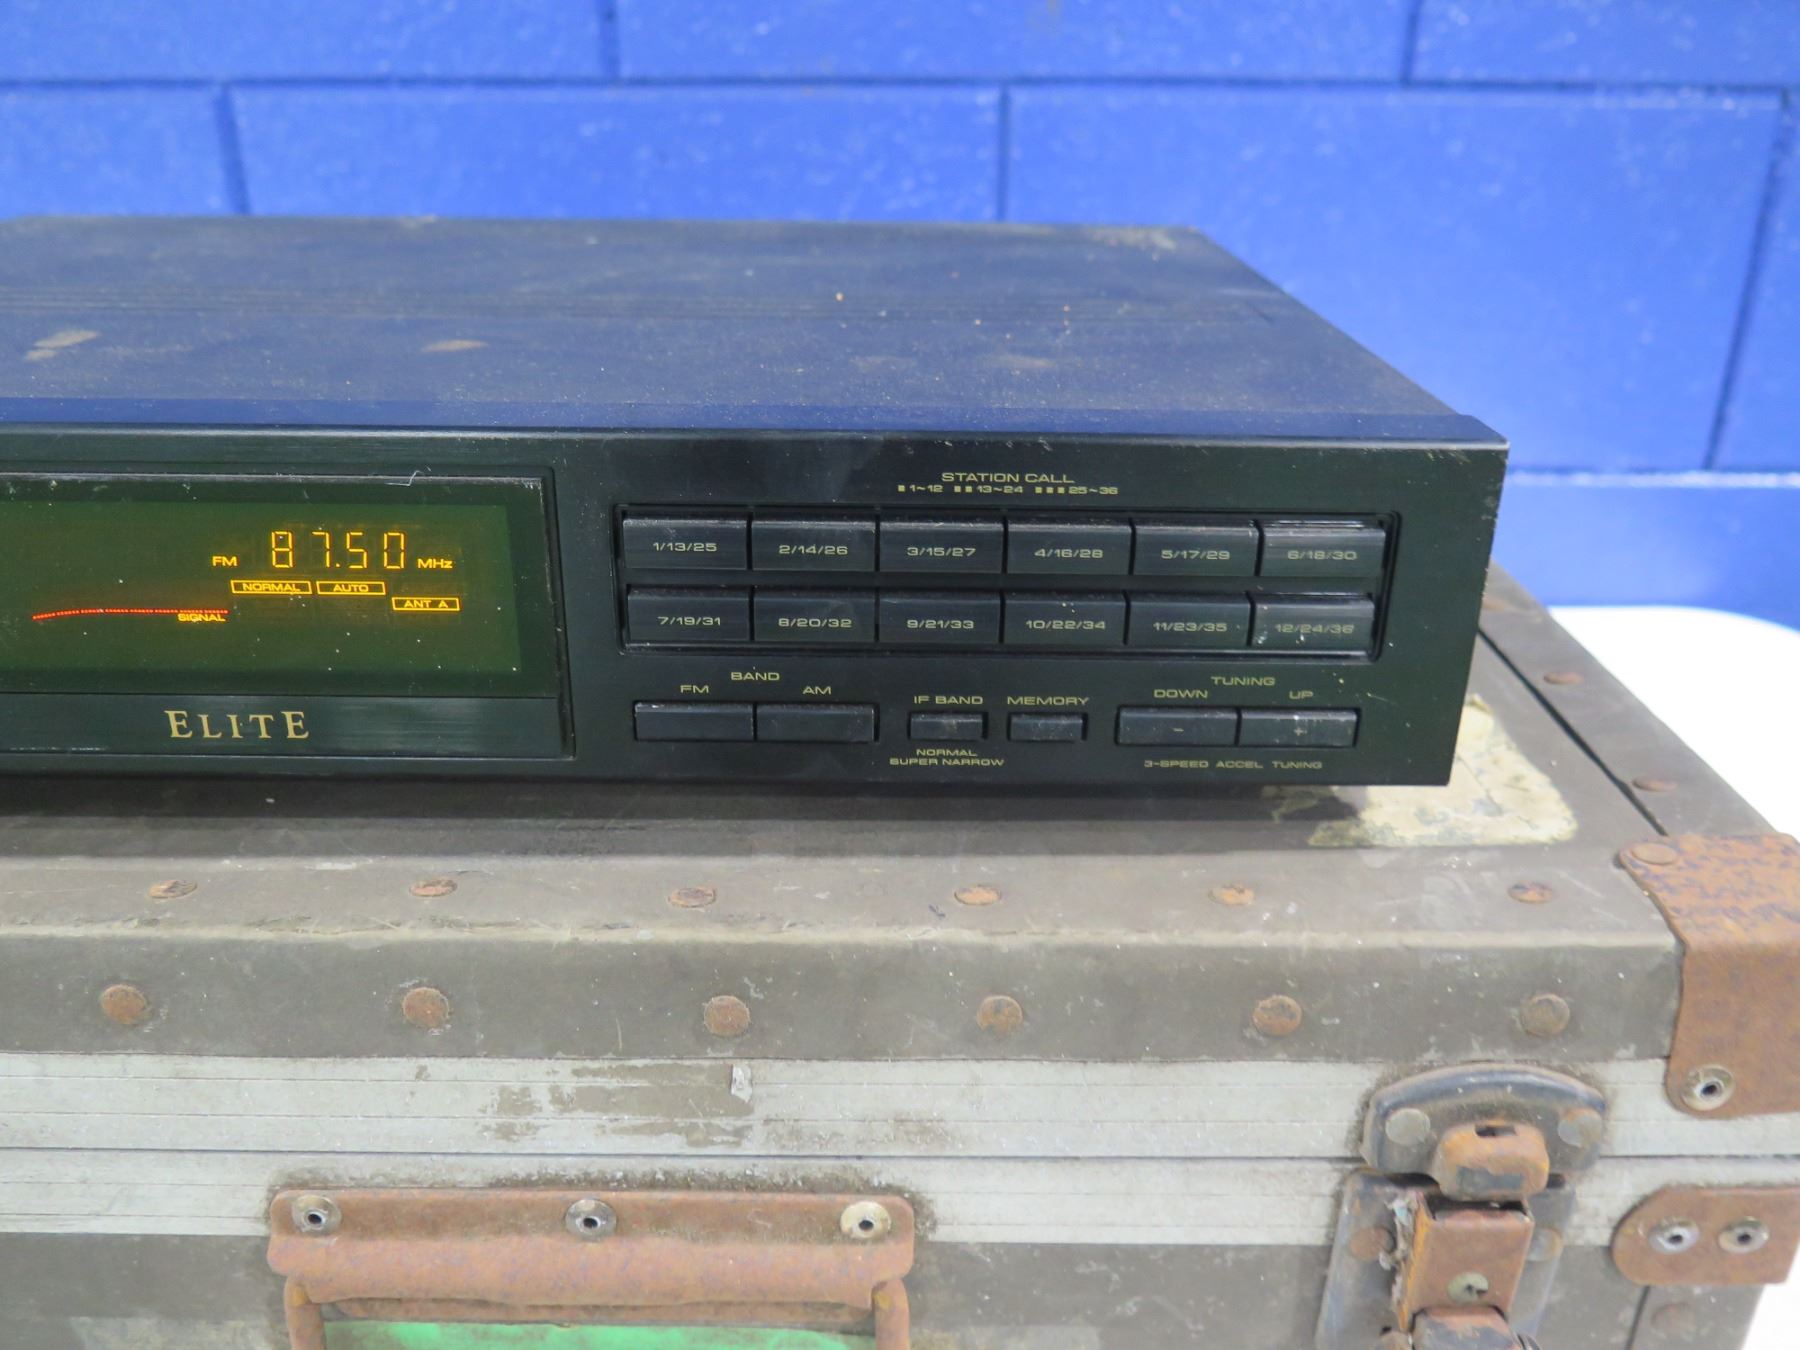 FM 87.50 MHz
NORMAL AUTO
ANT A
SIGNAL
ELITE
STATION CALL
1~12 13~24 25~36
1/13/25 2/14/26 3/15/27 4/16/28 5/17/29 6/18/30
7/19/31 8/20/32 9/21/33 10/22/34 11/23/35 12/24/36
BAND
FM AM
IF BAND
NORMAL
SUPER NARROW
MEMORY
TUNING
DOWN UP
- +
3-SPEED ACCEL TUNING